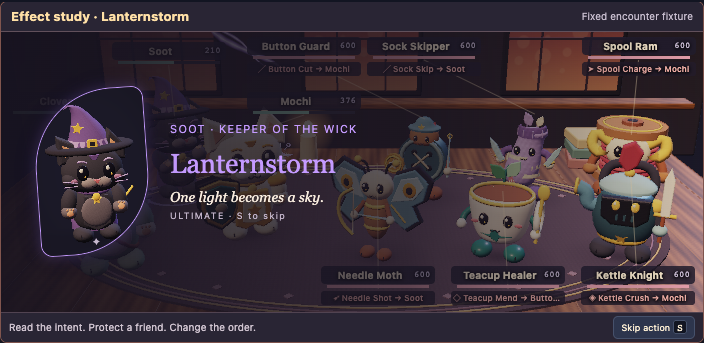 Effect study · Lanternstorm
Fixed encounter fixture
Soot 210
Button Guard 600
Sock Skipper 600
Spool Ram 600
Button Cut → Mochi
Sock Skip → Soot
Spool Charge → Mochi
Mochi 376
SOOT · KEEPER OF THE WICK
Lanternstorm
One light becomes a sky.
ULTIMATE · S to skip
Needle Moth 600
Teacup Healer 600
Kettle Knight 600
Needle Shot → Soot
Teacup Mend → Butto...
Kettle Crush → Mochi
Read the intent. Protect a friend. Change the order.
Skip action S